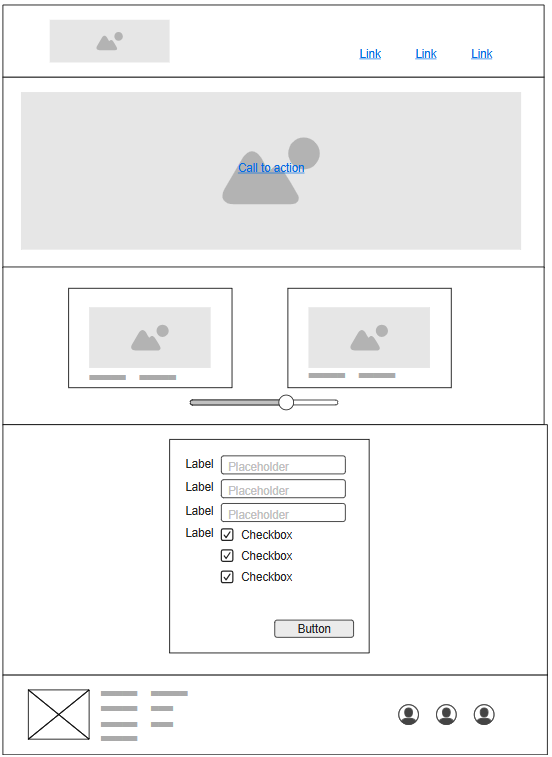 Link Link Link
Call to action
Label Placeholder
Label Placeholder
Label Placeholder
Label Checkbox
Checkbox
Checkbox
Button